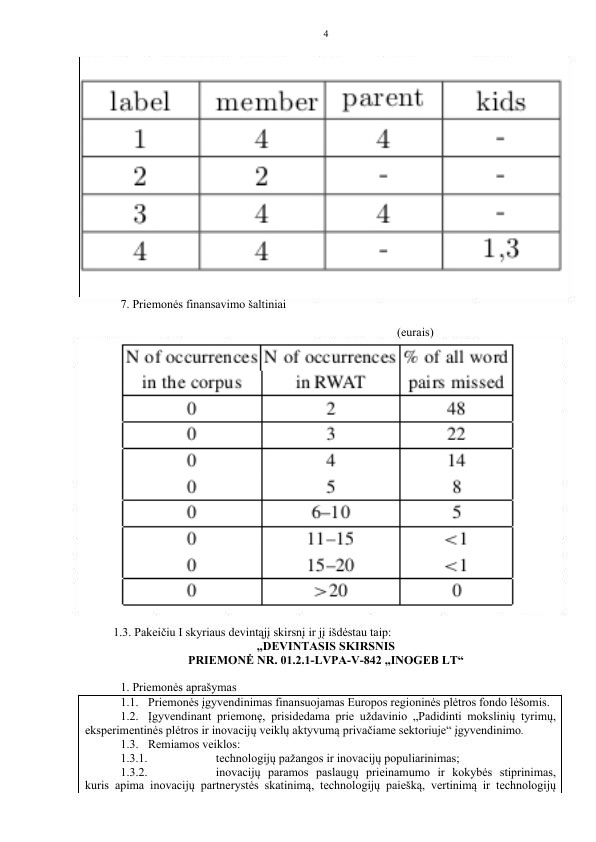 4
label member parent kids
1 4 4 -
2 2 - -
3 4 4 -
4 4 - 1,3
7. Priemonės finansavimo šaltiniai
(eurais)
N of occurrences N of occurrences % of all word
in the corpus in RWAT pairs missed
0 2 48
0 3 22
0 4 14
0 5 8
0 6–10 5
0 11–15 <1
0 15–20 <1
0 >20 0
1.3. Pakeičiu I skyriaus devintąjį skirsnį ir jį išdėstau taip:
„DEVINTASIS SKIRSNIS
PRIEMONĖ NR. 01.2.1-LVPA-V-842 „INOGEB LT“
1. Priemonės aprašymas
1.1. Priemonės įgyvendinimas finansuojamas Europos regioninės plėtros fondo lėšomis.
1.2. Įgyvendinant priemonę, prisidedama prie uždavinio „Padidinti mokslinių tyrimų,
eksperimentinės plėtros ir inovacijų veiklų aktyvumą privačiame sektoriuje“ įgyvendinimo.
1.3. Remiamos veiklos:
1.3.1. technologijų pažangos ir inovacijų populiarinimas;
1.3.2. inovacijų paramos paslaugų prieinamumo ir kokybės stiprinimas,
kuris apima inovacijų partnerystės skatinimą, technologijų paiešką, vertinimą ir technologijų